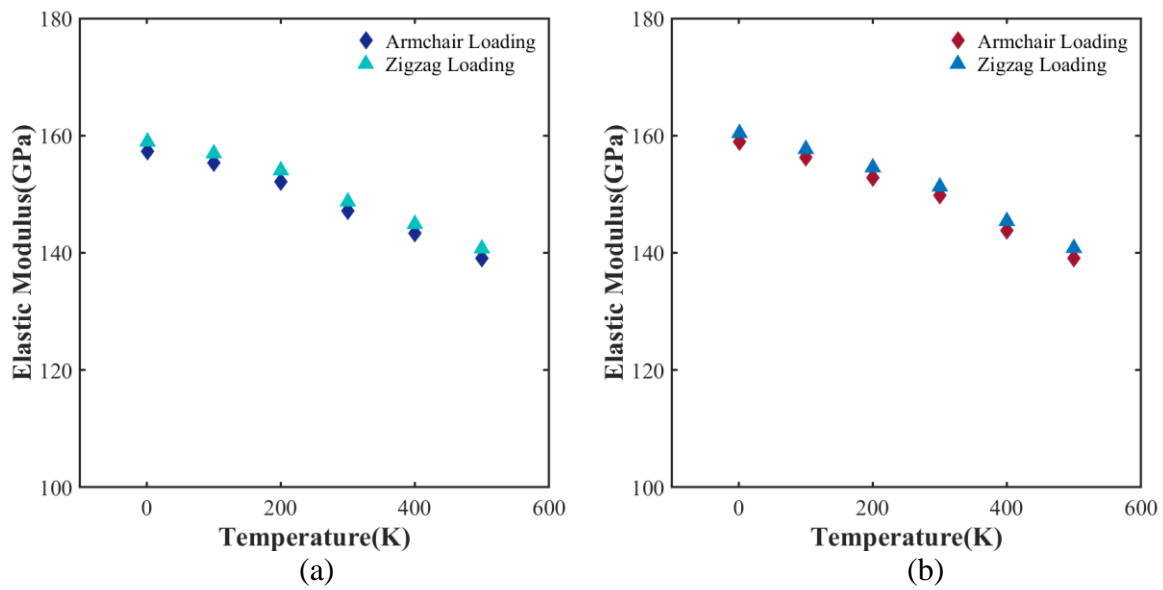 180
160
140
120
100
Elastic Modulus(GPa)
Armchair Loading
Zigzag Loading
0
200
400
600
Temperature(K)
(a)
180
160
140
120
100
Elastic Modulus(GPa)
Armchair Loading
Zigzag Loading
0
200
400
600
Temperature(K)
(b)